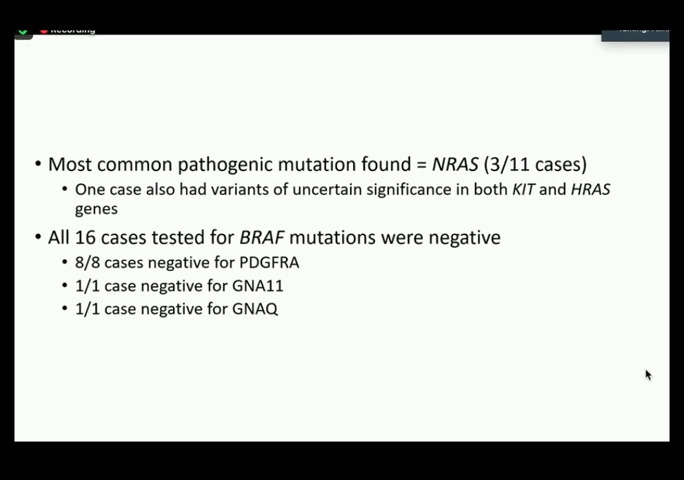 Recording
• Most common pathogenic mutation found = NRAS (3/11 cases)
• One case also had variants of uncertain significance in both KIT and HRAS
genes
• All 16 cases tested for BRAF mutations were negative
• 8/8 cases negative for PDGFRA
• 1/1 case negative for GNA11
• 1/1 case negative for GNAQ